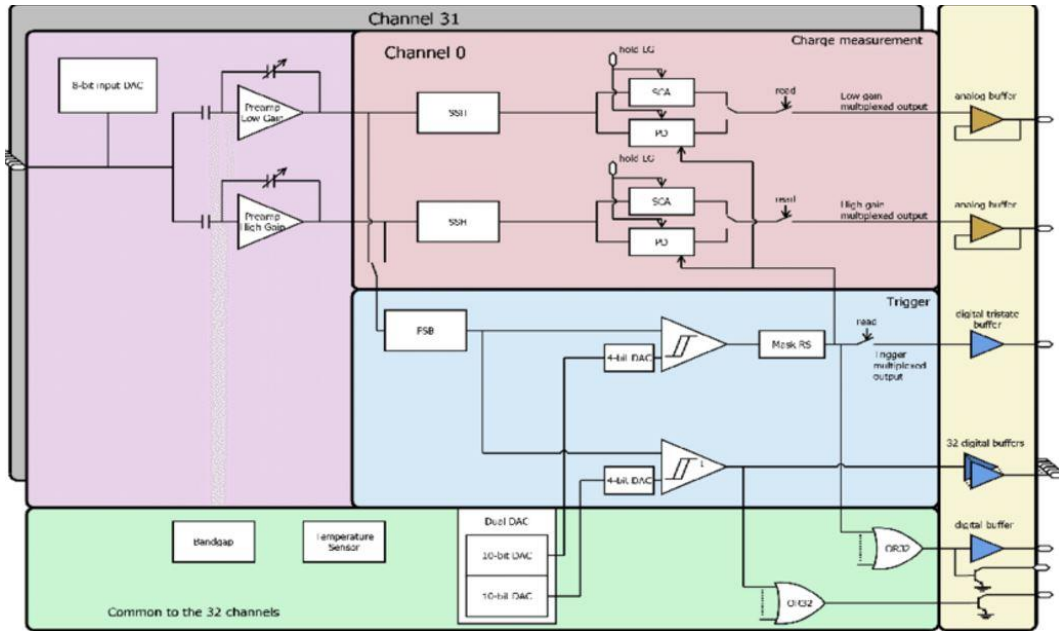 Channel 31
Channel 0
Charge measurement
8-bit input DAC
hold LG
SCA
read
Low gain
multiplexed output
analog buffer
Preamp
Low Gain
SSH
PD
hold LG
SCA
read
High gain
multiplexed output
analog buffer
Preamp
High Gain
SSH
PD
Trigger
digital tristate
buffer
FSB
read
4-bit DAC
Mask RS
Trigger
multiplexed
output
32 digital buffers
4-bit DAC
1
Dual DAC
digital buffer
Bandgap
Temperature
Sensor
10-bit DAC
OR32
10-bit DAC
OR32
Common to the 32 channels